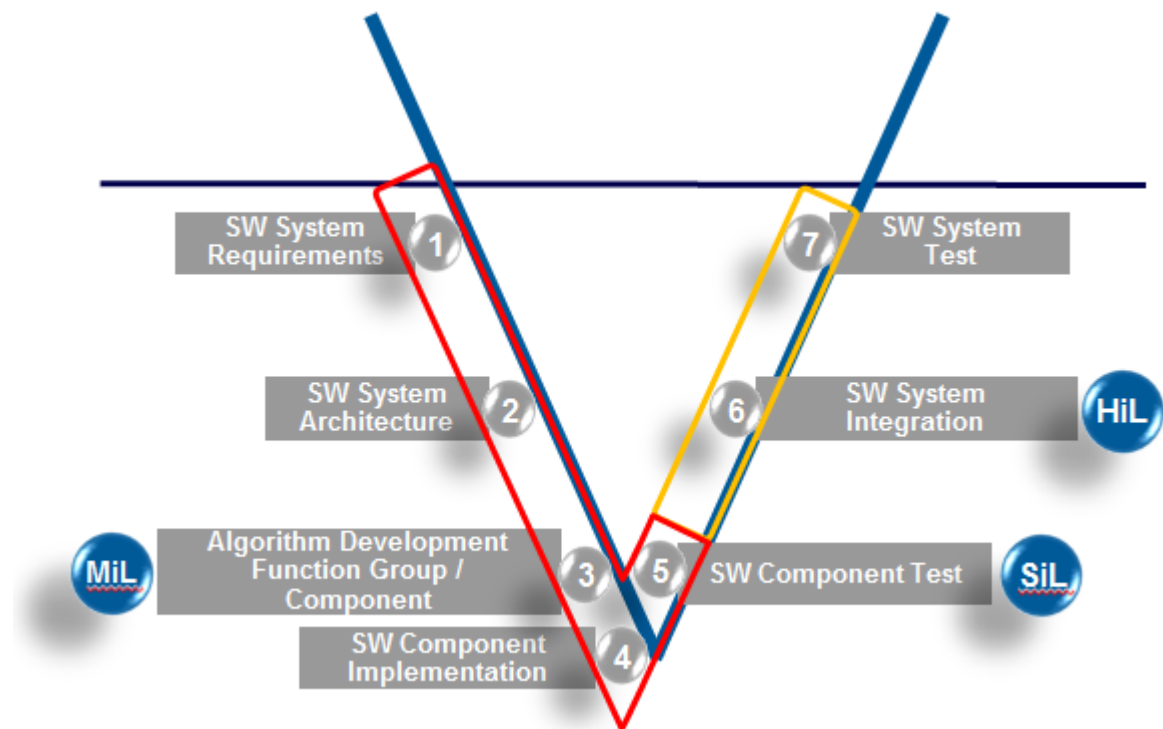 SW System
Requirements
1
7
SW System
Test
SW System
Architecture
2
6
SW System
Integration
HiL
MiL
Algorithm Development
Function Group /
Component
3
5
SW Component Test
SiL
SW Component
Implementation
4